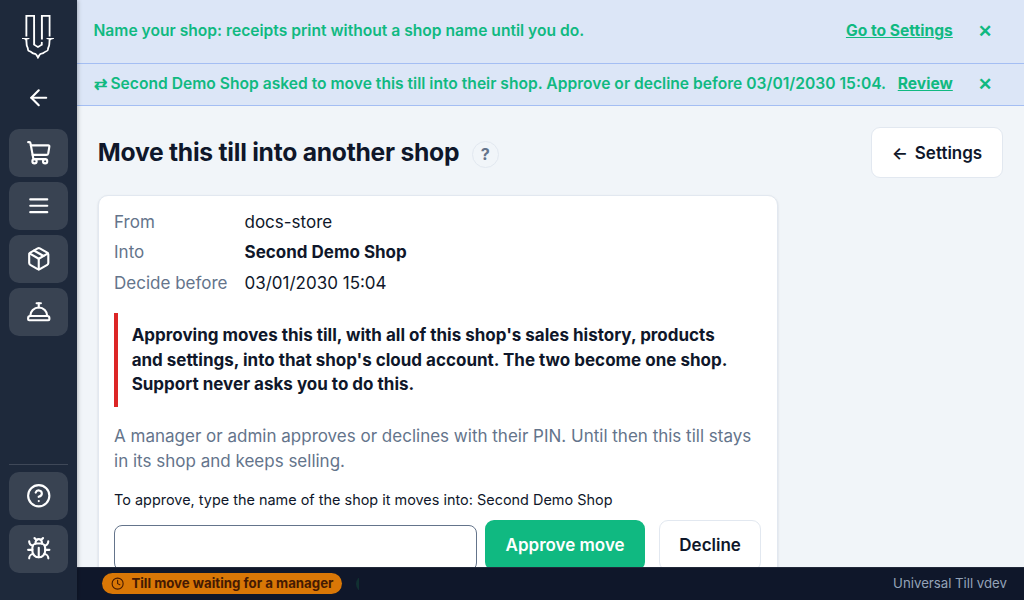 Name your shop: receipts print without a shop name until you do. Go to Settings ✕
⇄ Second Demo Shop asked to move this till into their shop. Approve or decline before 03/01/2030 15:04. Review ✕
Move this till into another shop ?
← Settings
From docs-store
Into Second Demo Shop
Decide before 03/01/2030 15:04
Approving moves this till, with all of this shop's sales history, products
and settings, into that shop's cloud account. The two become one shop.
Support never asks you to do this.
A manager or admin approves or declines with their PIN. Until then this till stays
in its shop and keeps selling.
To approve, type the name of the shop it moves into: Second Demo Shop
Approve move Decline
Till move waiting for a manager
Universal Till vdev